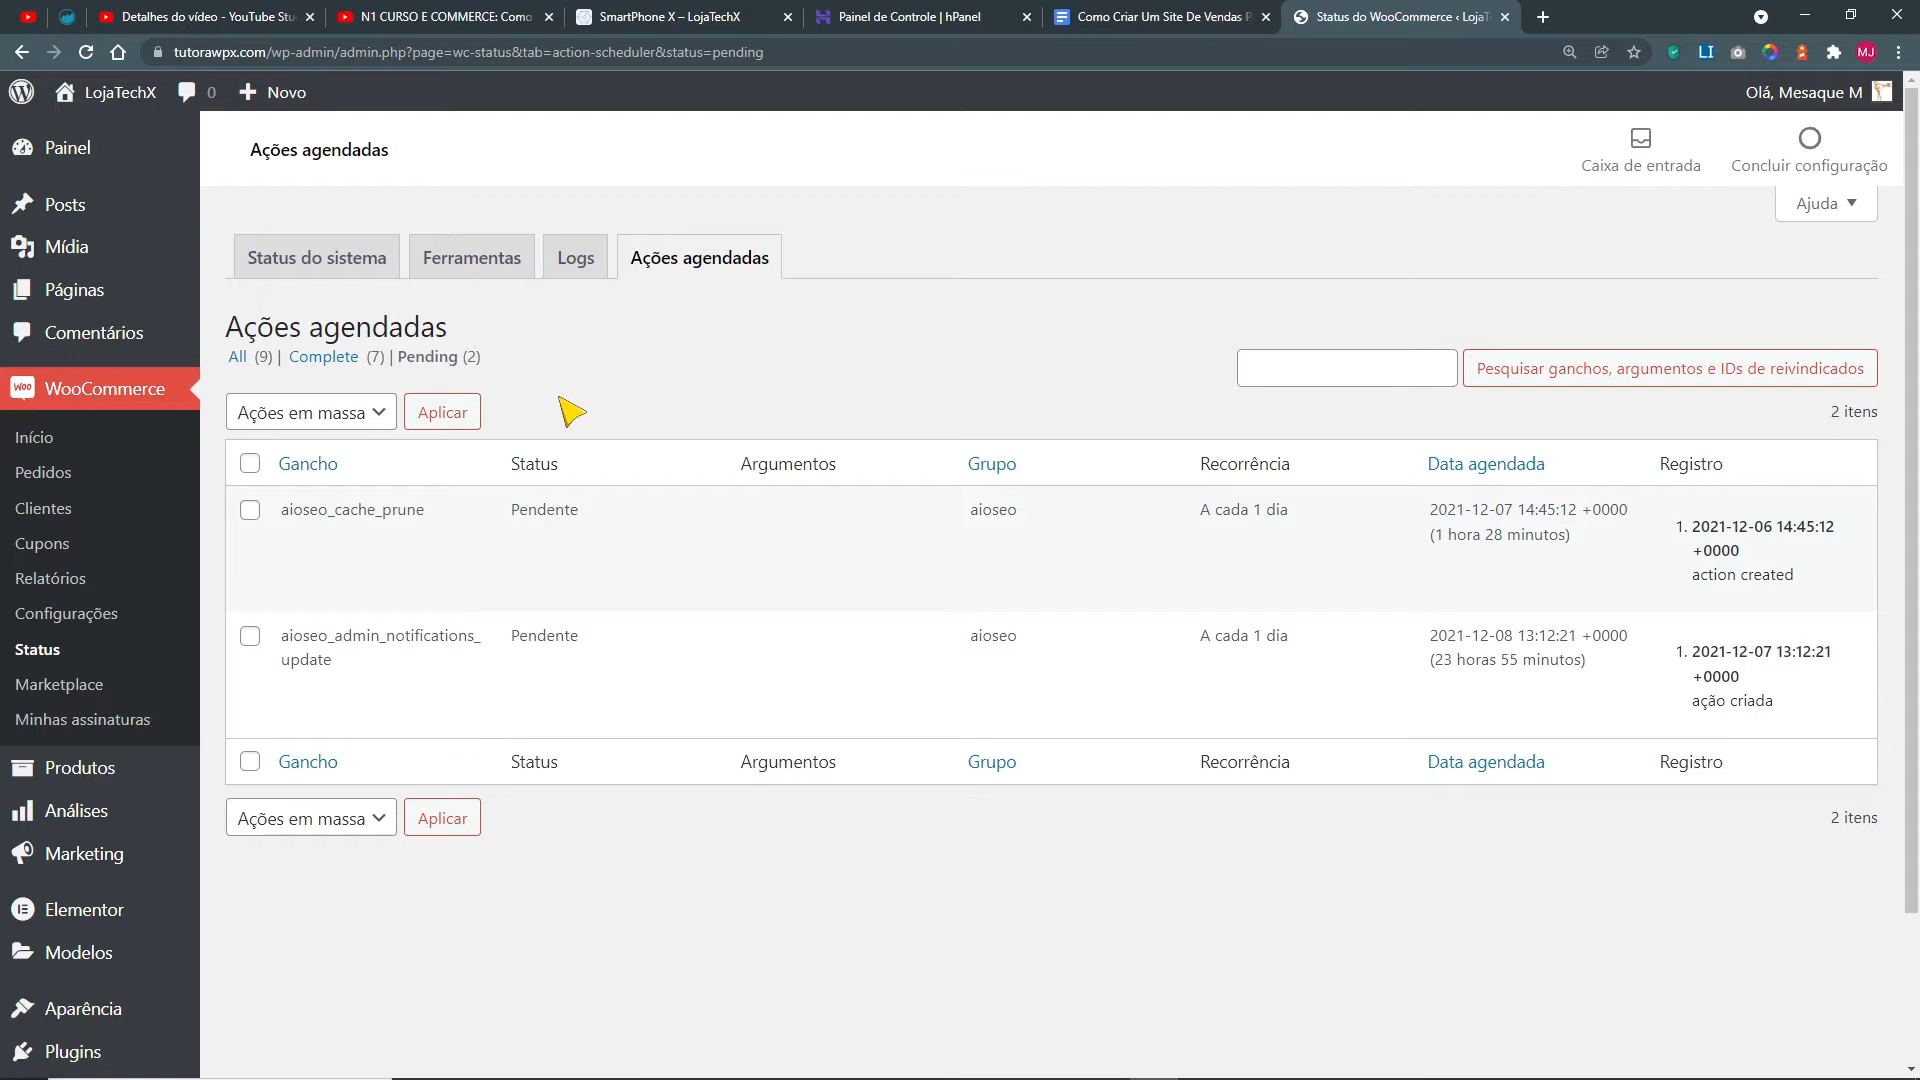 Detalhes do vídeo - YouTube Stu
N1 CURSO E COMMERCE: Como
SmartPhone X – LojaTechX
Painel de Controle | hPanel
Como Criar Um Site De Vendas P
Status do WooCommerce ‹ LojaT
tutorawpx.com/wp-admin/admin.php?page=wc-status&tab=action-scheduler&status=pending
LI
MJ
LojaTechX
0
Novo
Olá, Mesaque M
Painel
Posts
Mídia
Páginas
Comentários
Woo
WooCommerce
Início
Pedidos
Clientes
Cupons
Relatórios
Configurações
Status
Marketplace
Minhas assinaturas
Produtos
Análises
Marketing
Elementor
Modelos
Aparência
Plugins
Ações agendadas
Caixa de entrada
Concluir configuração
Ajuda
Status do sistema
Ferramentas
Logs
Ações agendadas
Ações agendadas
All (9) | Complete (7) | Pending (2)
Pesquisar ganchos, argumentos e IDs de reivindicados
Ações em massa
Aplicar
2 itens
Gancho Status Argumentos Grupo Recorrência Data agendada Registro
aioseo_cache_prune Pendente aioseo A cada 1 dia 2021-12-07 14:45:12 +0000
(1 hora 28 minutos)
1. 2021-12-06 14:45:12
+0000
action created
aioseo_admin_notifications_
update
Pendente aioseo A cada 1 dia 2021-12-08 13:12:21 +0000
(23 horas 55 minutos)
1. 2021-12-07 13:12:21
+0000
ação criada
Gancho Status Argumentos Grupo Recorrência Data agendada Registro
Ações em massa
Aplicar
2 itens